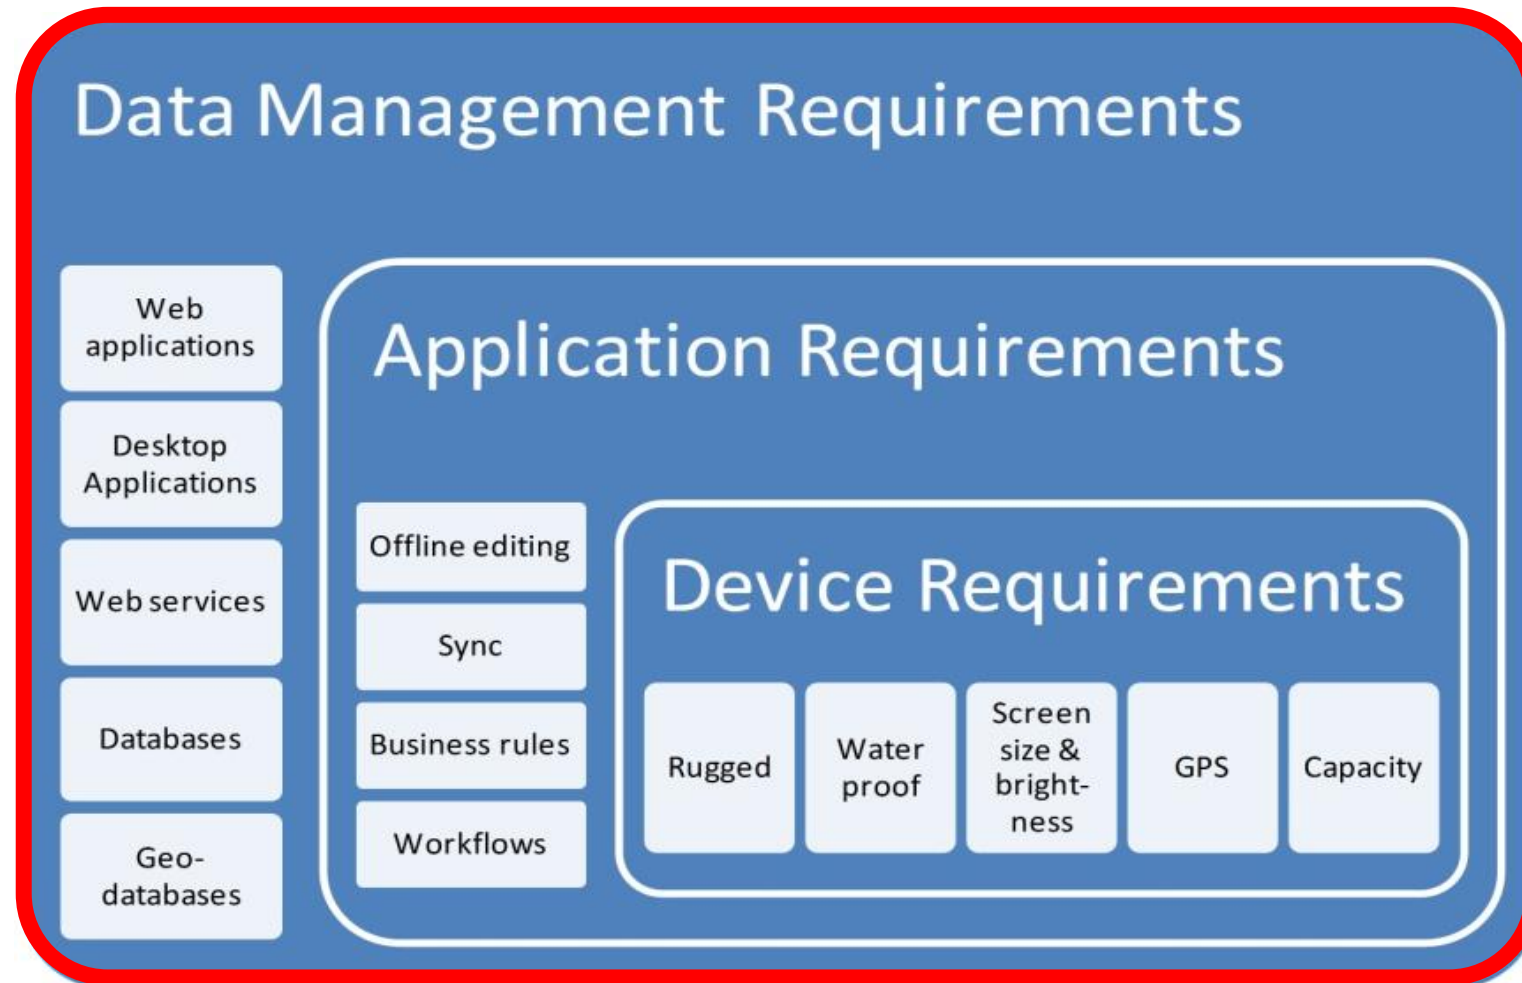 Data Management Requirements
Web
applications
Desktop
Applications
Web services
Databases
Geo-
databases
Application Requirements
Offline editing
Sync
Business rules
Workflows
Device Requirements
Rugged
Water
proof
Screen
size &
bright-
ness
GPS
Capacity